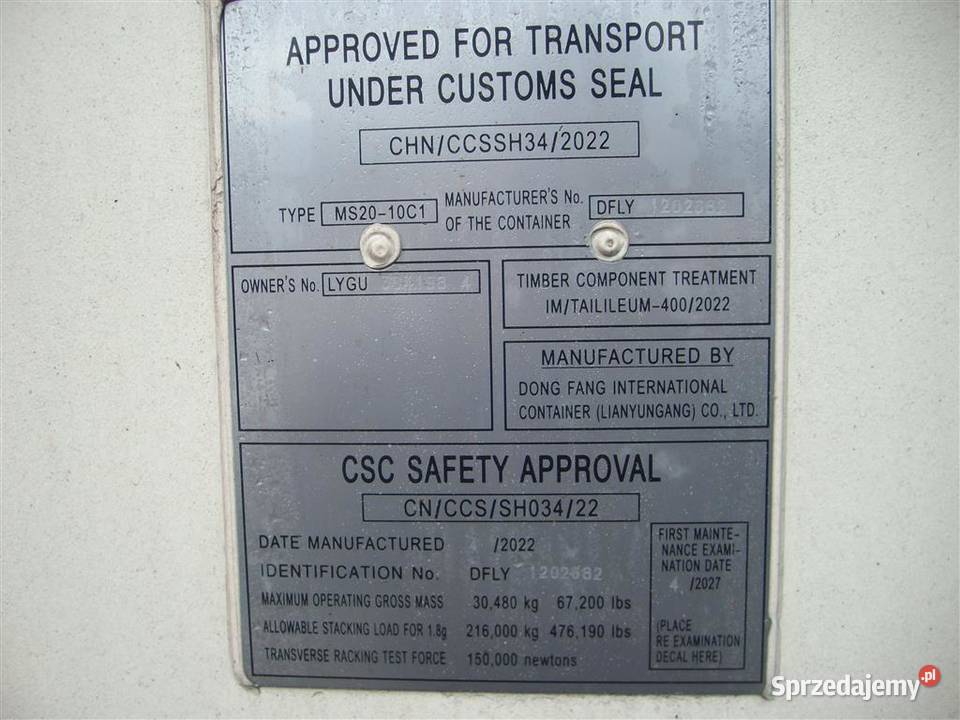 APPROVED FOR TRANSPORT
UNDER CUSTOMS SEAL
CHN/CCSSH34/2022
TYPE MS20-10C1
MANUFACTURER'S No.
OF THE CONTAINER
DFLY
OWNER'S No. LYGU
TIMBER COMPONENT TREATMENT
IM/TAILILEUM-400/2022
MANUFACTURED BY
DONG FANG INTERNATIONAL
CONTAINER (LIANYUNGANG) CO., LTD.
CSC SAFETY APPROVAL
CN/CCS/SH034/22
DATE MANUFACTURED /2022
IDENTIFICATION No. DFLY
MAXIMUM OPERATING GROSS MASS 30,480 kg 67,200 lbs
ALLOWABLE STACKING LOAD FOR 1.8g 216,000 kg 476,190 lbs
TRANSVERSE RACKING TEST FORCE 150,000 newtons
FIRST MAINTE-
NANCE EXAMI-
NATION DATE
4 /2027
(PLACE
RE EXAMINATION
DECAL HERE)
Sprzedajemy.pl